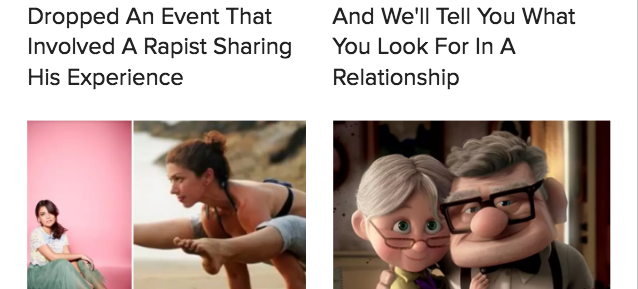 Dropped An Event That
Involved A Rapist Sharing
His Experience
And We'll Tell You What
You Look For In A
Relationship